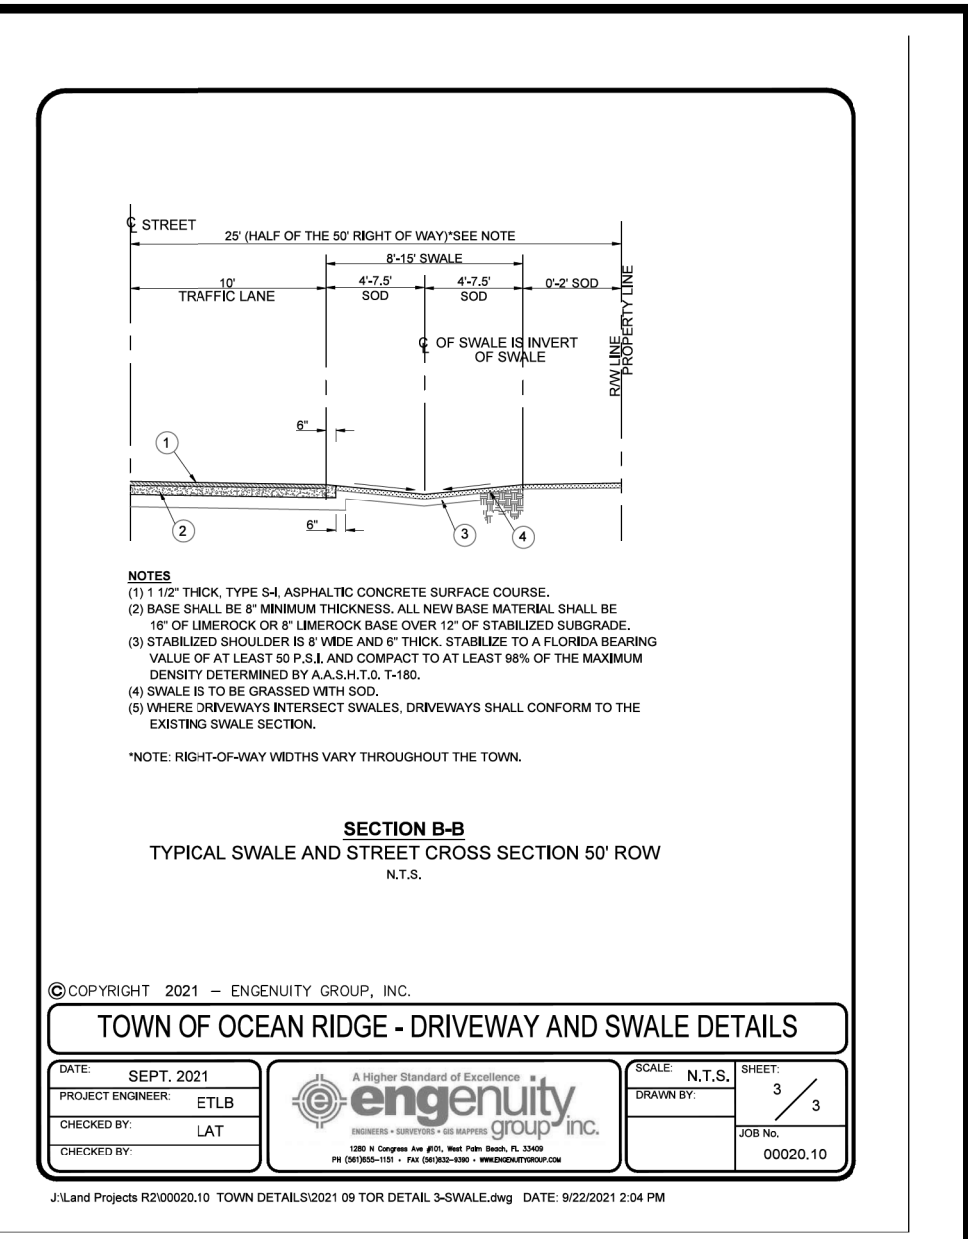 ℄ STREET
25' (HALF OF THE 50' RIGHT OF WAY)*SEE NOTE
8'-15' SWALE
10'
TRAFFIC LANE
4'-7.5'
SOD
4'-7.5'
SOD
0'-2' SOD
R/W LINE
PROPERTY LINE
℄ OF SWALE IS INVERT
OF SWALE
6"
1
2
6"
3
4
NOTES
(1) 1 1/2" THICK, TYPE S-I, ASPHALTIC CONCRETE SURFACE COURSE.
(2) BASE SHALL BE 8" MINIMUM THICKNESS. ALL NEW BASE MATERIAL SHALL BE
16" OF LIMEROCK OR 8" LIMEROCK BASE OVER 12" OF STABILIZED SUBGRADE.
(3) STABILIZED SHOULDER IS 8' WIDE AND 6" THICK. STABILIZE TO A FLORIDA BEARING
VALUE OF AT LEAST 50 P.S.I. AND COMPACT TO AT LEAST 98% OF THE MAXIMUM
DENSITY DETERMINED BY A.A.S.H.T.O. T-180.
(4) SWALE IS TO BE GRASSED WITH SOD.
(5) WHERE DRIVEWAYS INTERSECT SWALES, DRIVEWAYS SHALL CONFORM TO THE
EXISTING SWALE SECTION.
*NOTE: RIGHT-OF-WAY WIDTHS VARY THROUGHOUT THE TOWN.
SECTION B-B
TYPICAL SWALE AND STREET CROSS SECTION 50' ROW
N.T.S.
© COPYRIGHT 2021 – ENGENUITY GROUP, INC.
TOWN OF OCEAN RIDGE - DRIVEWAY AND SWALE DETAILS
DATE: SEPT. 2021
PROJECT ENGINEER: ETLB
CHECKED BY: LAT
CHECKED BY:
A Higher Standard of Excellence
e engenuity
ENGINEERS • SURVEYORS • GIS MAPPERS group inc.
1280 N Congress Ave #101, West Palm Beach, FL 33409
PH (561)655-1151 • FAX (561)832-9390 • WWW.ENGENUITYGROUP.COM
SCALE: N.T.S.
DRAWN BY:
SHEET:
3 / 3
JOB No.
00020.10
J:\Land Projects R2\00020.10 TOWN DETAILS\2021 09 TOR DETAIL 3-SWALE.dwg DATE: 9/22/2021 2:04 PM